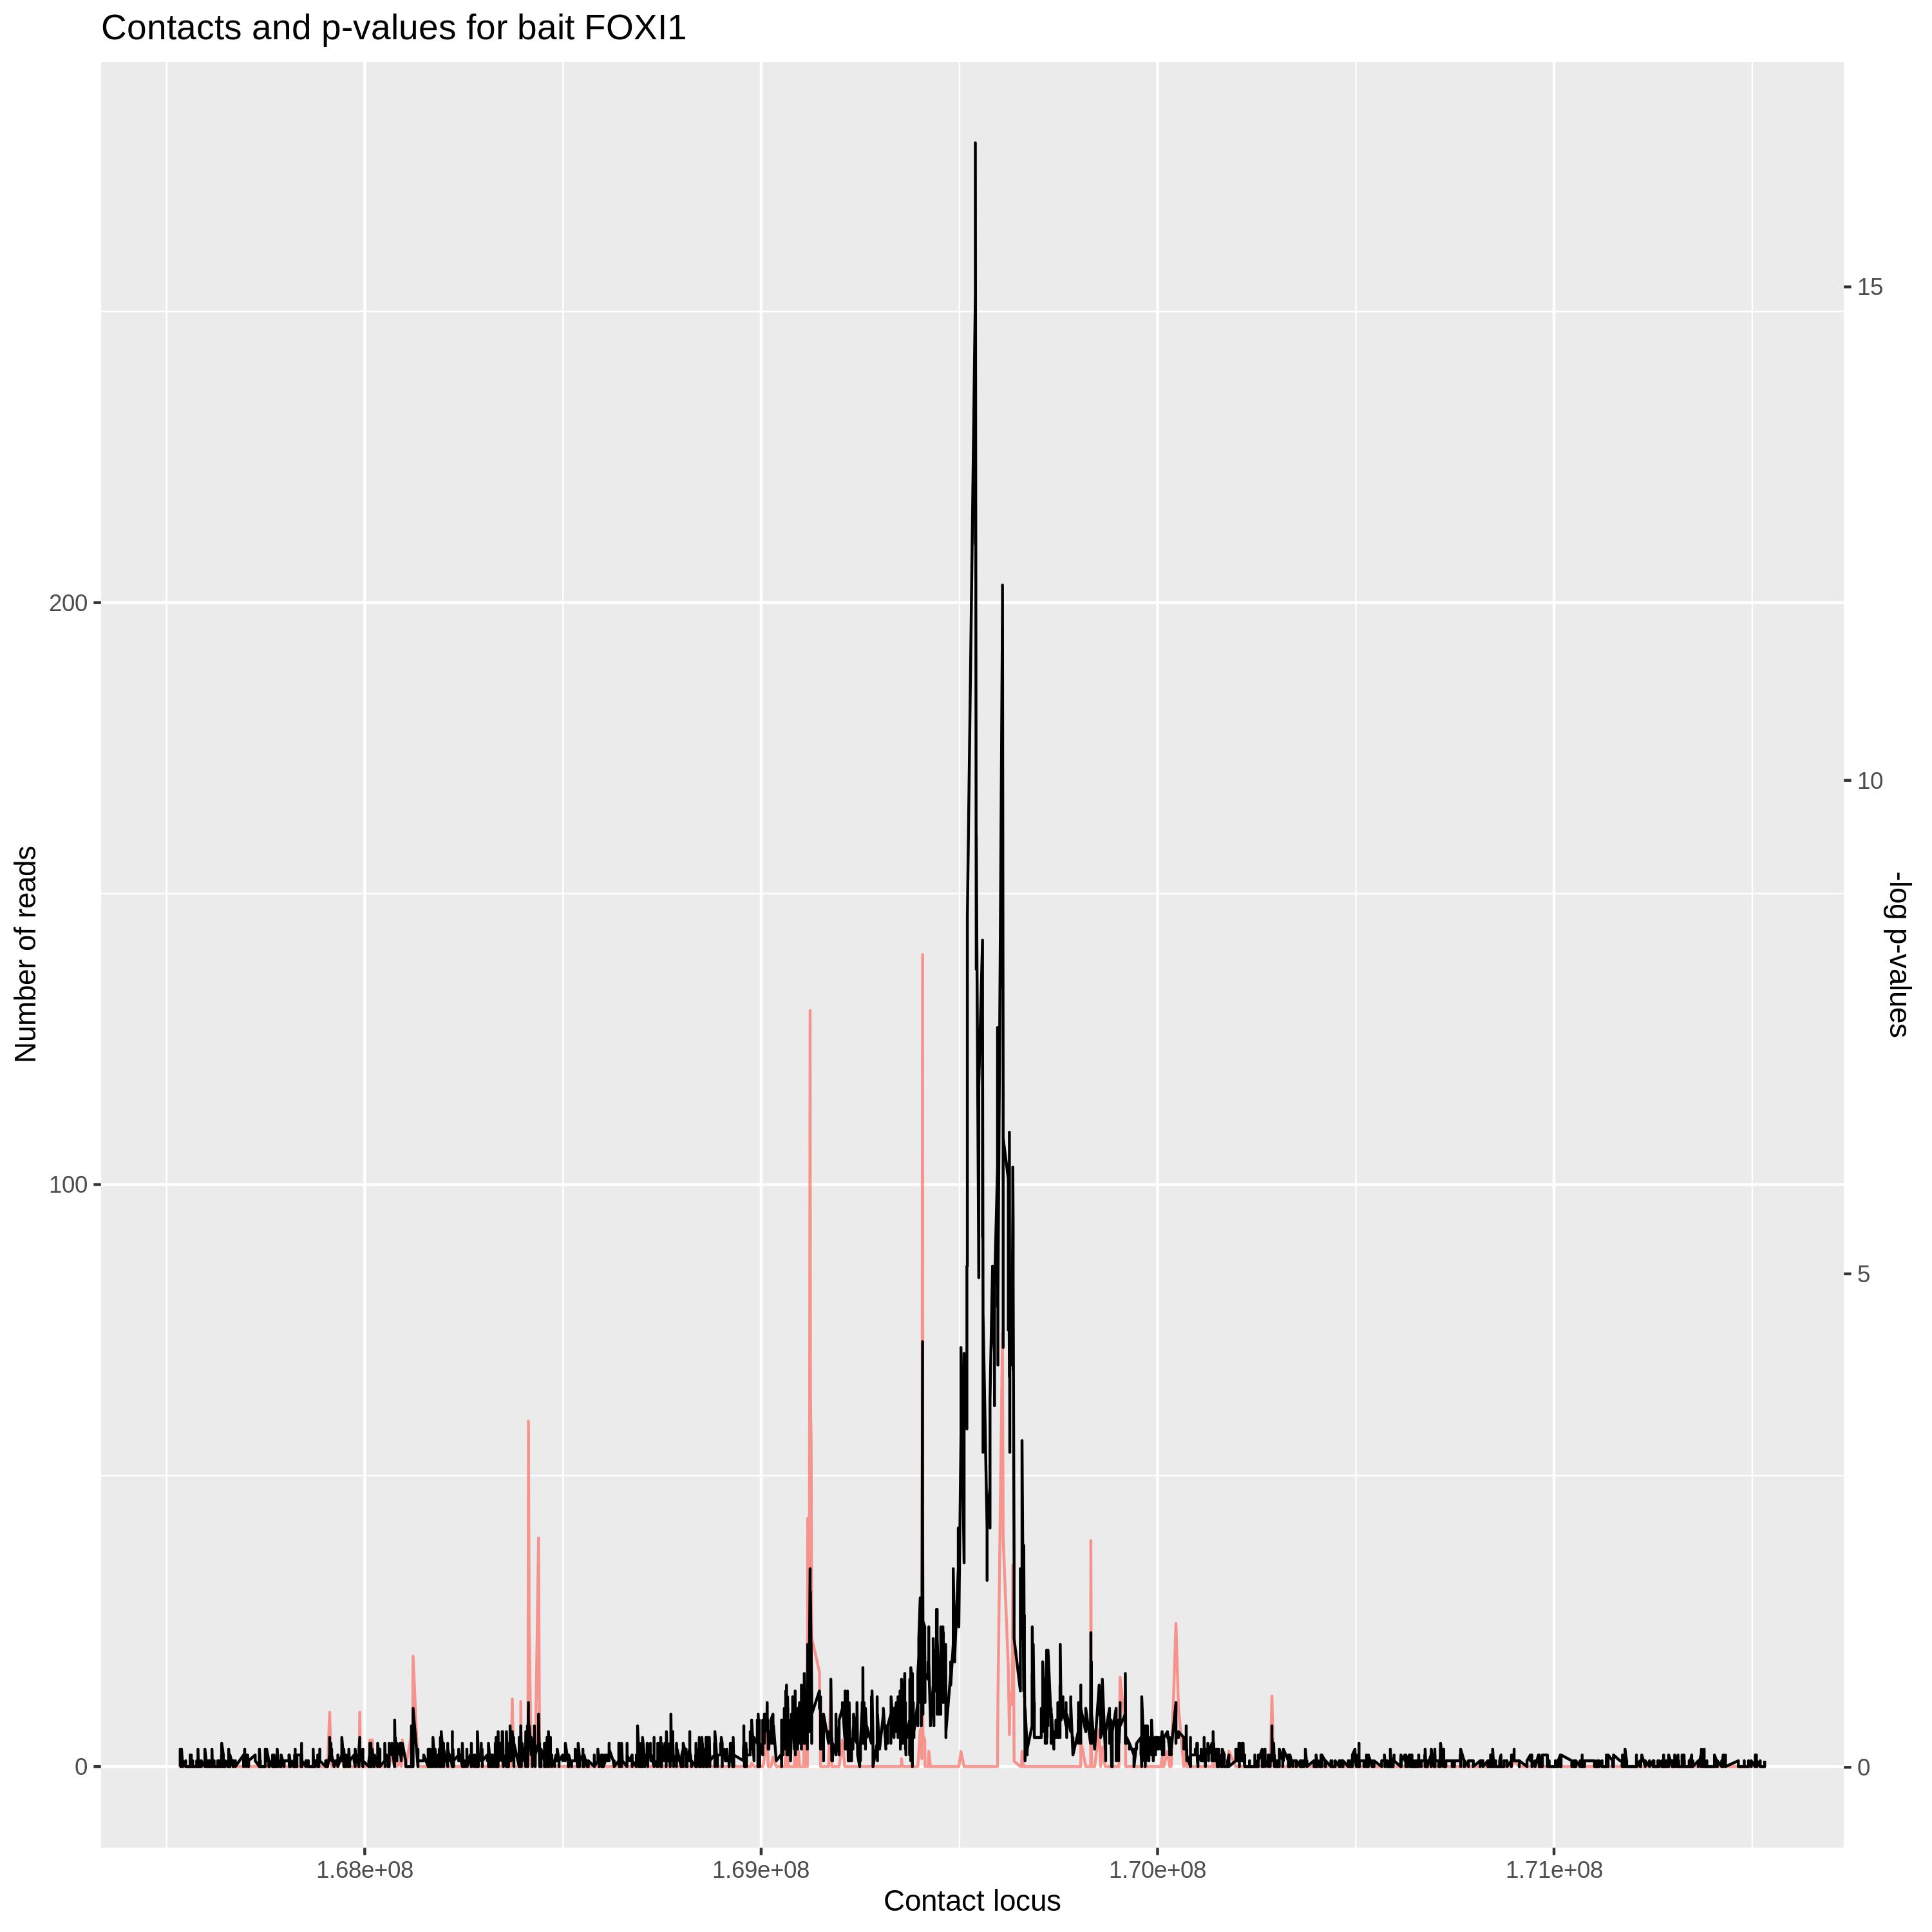 Contacts and p-values for bait FOXI1
15
200
10
Number of reads
-log p-values
5
100
0
0
1.68e+08
1.69e+08
1.70e+08
1.71e+08
Contact locus